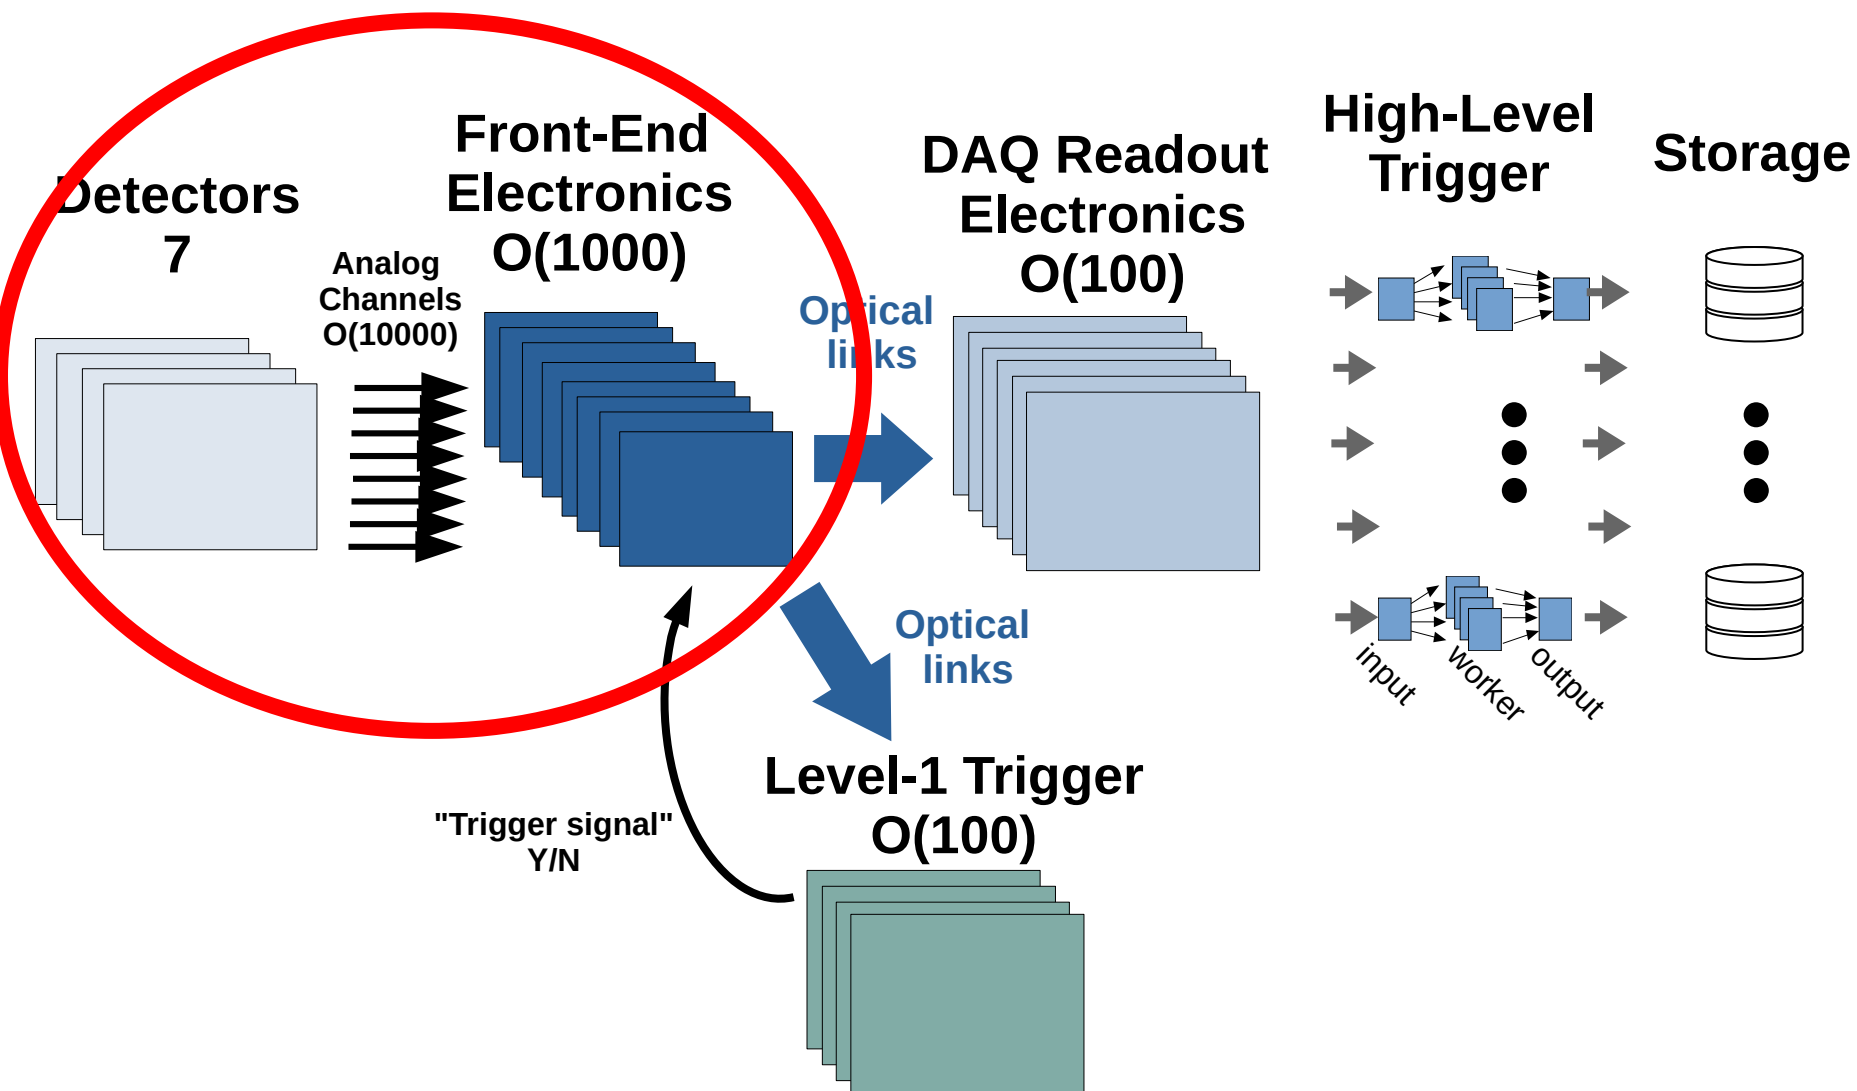 Detectors
7
Analog
Channels
O(10000)
Front-End
Electronics
O(1000)
Optical
links
DAQ Readout
Electronics
O(100)
High-Level
Trigger
Storage
input
worker
output
Optical
links
Level-1 Trigger
O(100)
"Trigger signal"
Y/N